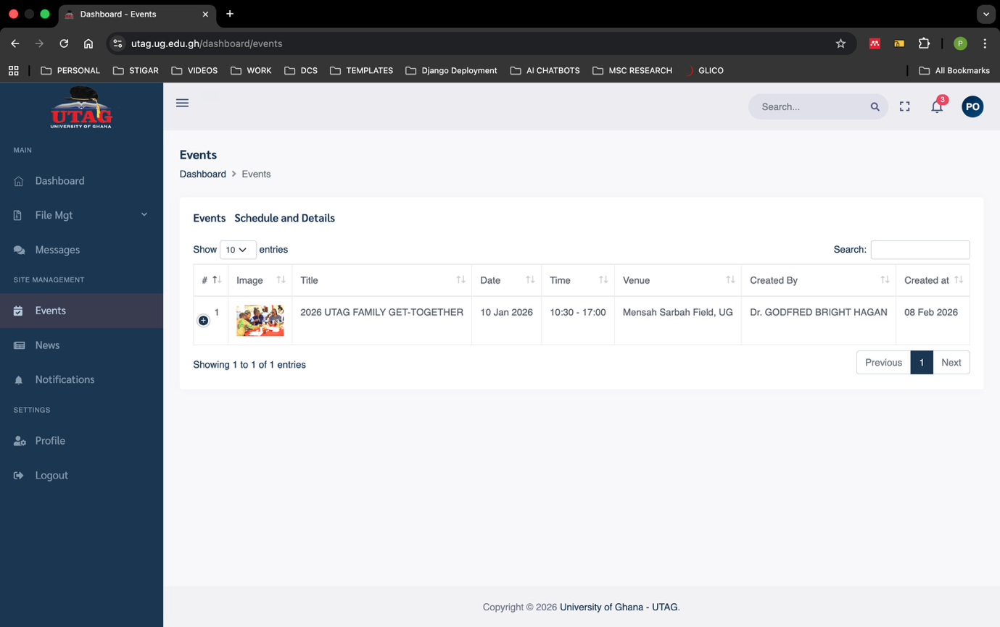 Dashboard - Events
utag.ug.edu.gh/dashboard/events
P
PERSONAL STIGAR VIDEOS WORK DCS TEMPLATES Django Deployment AI CHATBOTS MSC RESEARCH GLICO All Bookmarks
UTAG
UNIVERSITY OF GHANA
MAIN
Dashboard
File Mgt
Messages
SITE MANAGEMENT
Events
News
Notifications
SETTINGS
Profile
Logout
Search...
3
PO
Events
Dashboard > Events
Events Schedule and Details
Show 10 entries
Search:
# Image Title Date Time Venue Created By Created at
1 2026 UTAG FAMILY GET-TOGETHER 10 Jan 2026 10:30 - 17:00 Mensah Sarbah Field, UG Dr. GODFRED BRIGHT HAGAN 08 Feb 2026
Showing 1 to 1 of 1 entries
Previous 1 Next
Copyright © 2026 University of Ghana - UTAG.